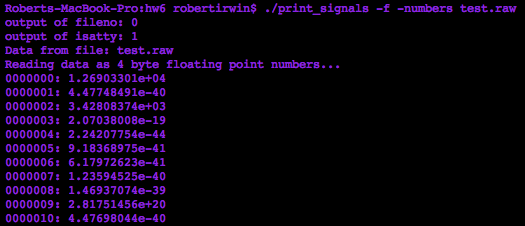 Roberts-MacBook-Pro:hw6 robertirwin$ ./print_signals -f -numbers test.raw
output of fileno: 0
output of isatty: 1
Data from file: test.raw
Reading data as 4 byte floating point numbers...
0000000: 1.26903301e+04
0000001: 4.47748491e-40
0000002: 3.42808374e+03
0000003: 2.07038008e-19
0000004: 2.24207754e-44
0000005: 9.18368975e-41
0000006: 6.17972623e-41
0000007: 1.23594525e-40
0000008: 1.46937074e-39
0000009: 2.81751456e+20
0000010: 4.47698044e-40